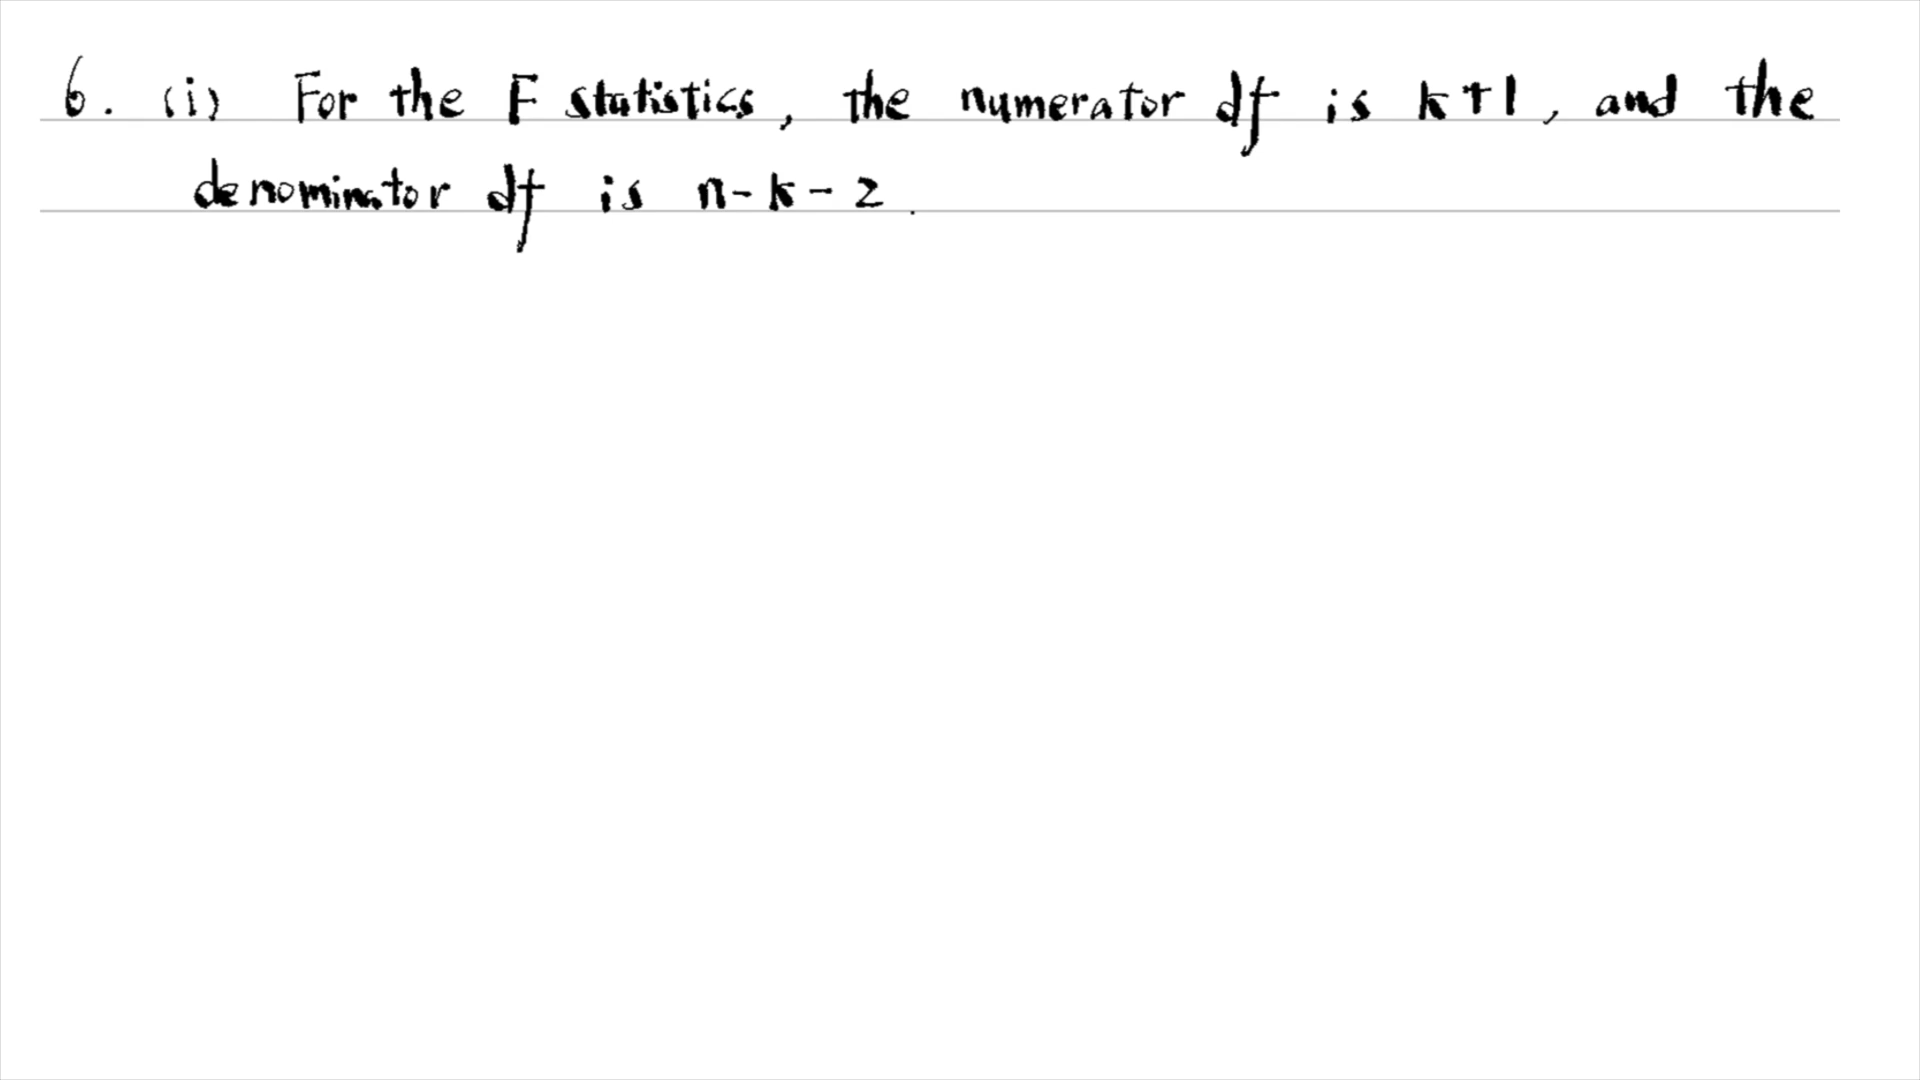 6. (i) For the F statistics, the numerator df is k+1, and the
denominator df is n-k-2.